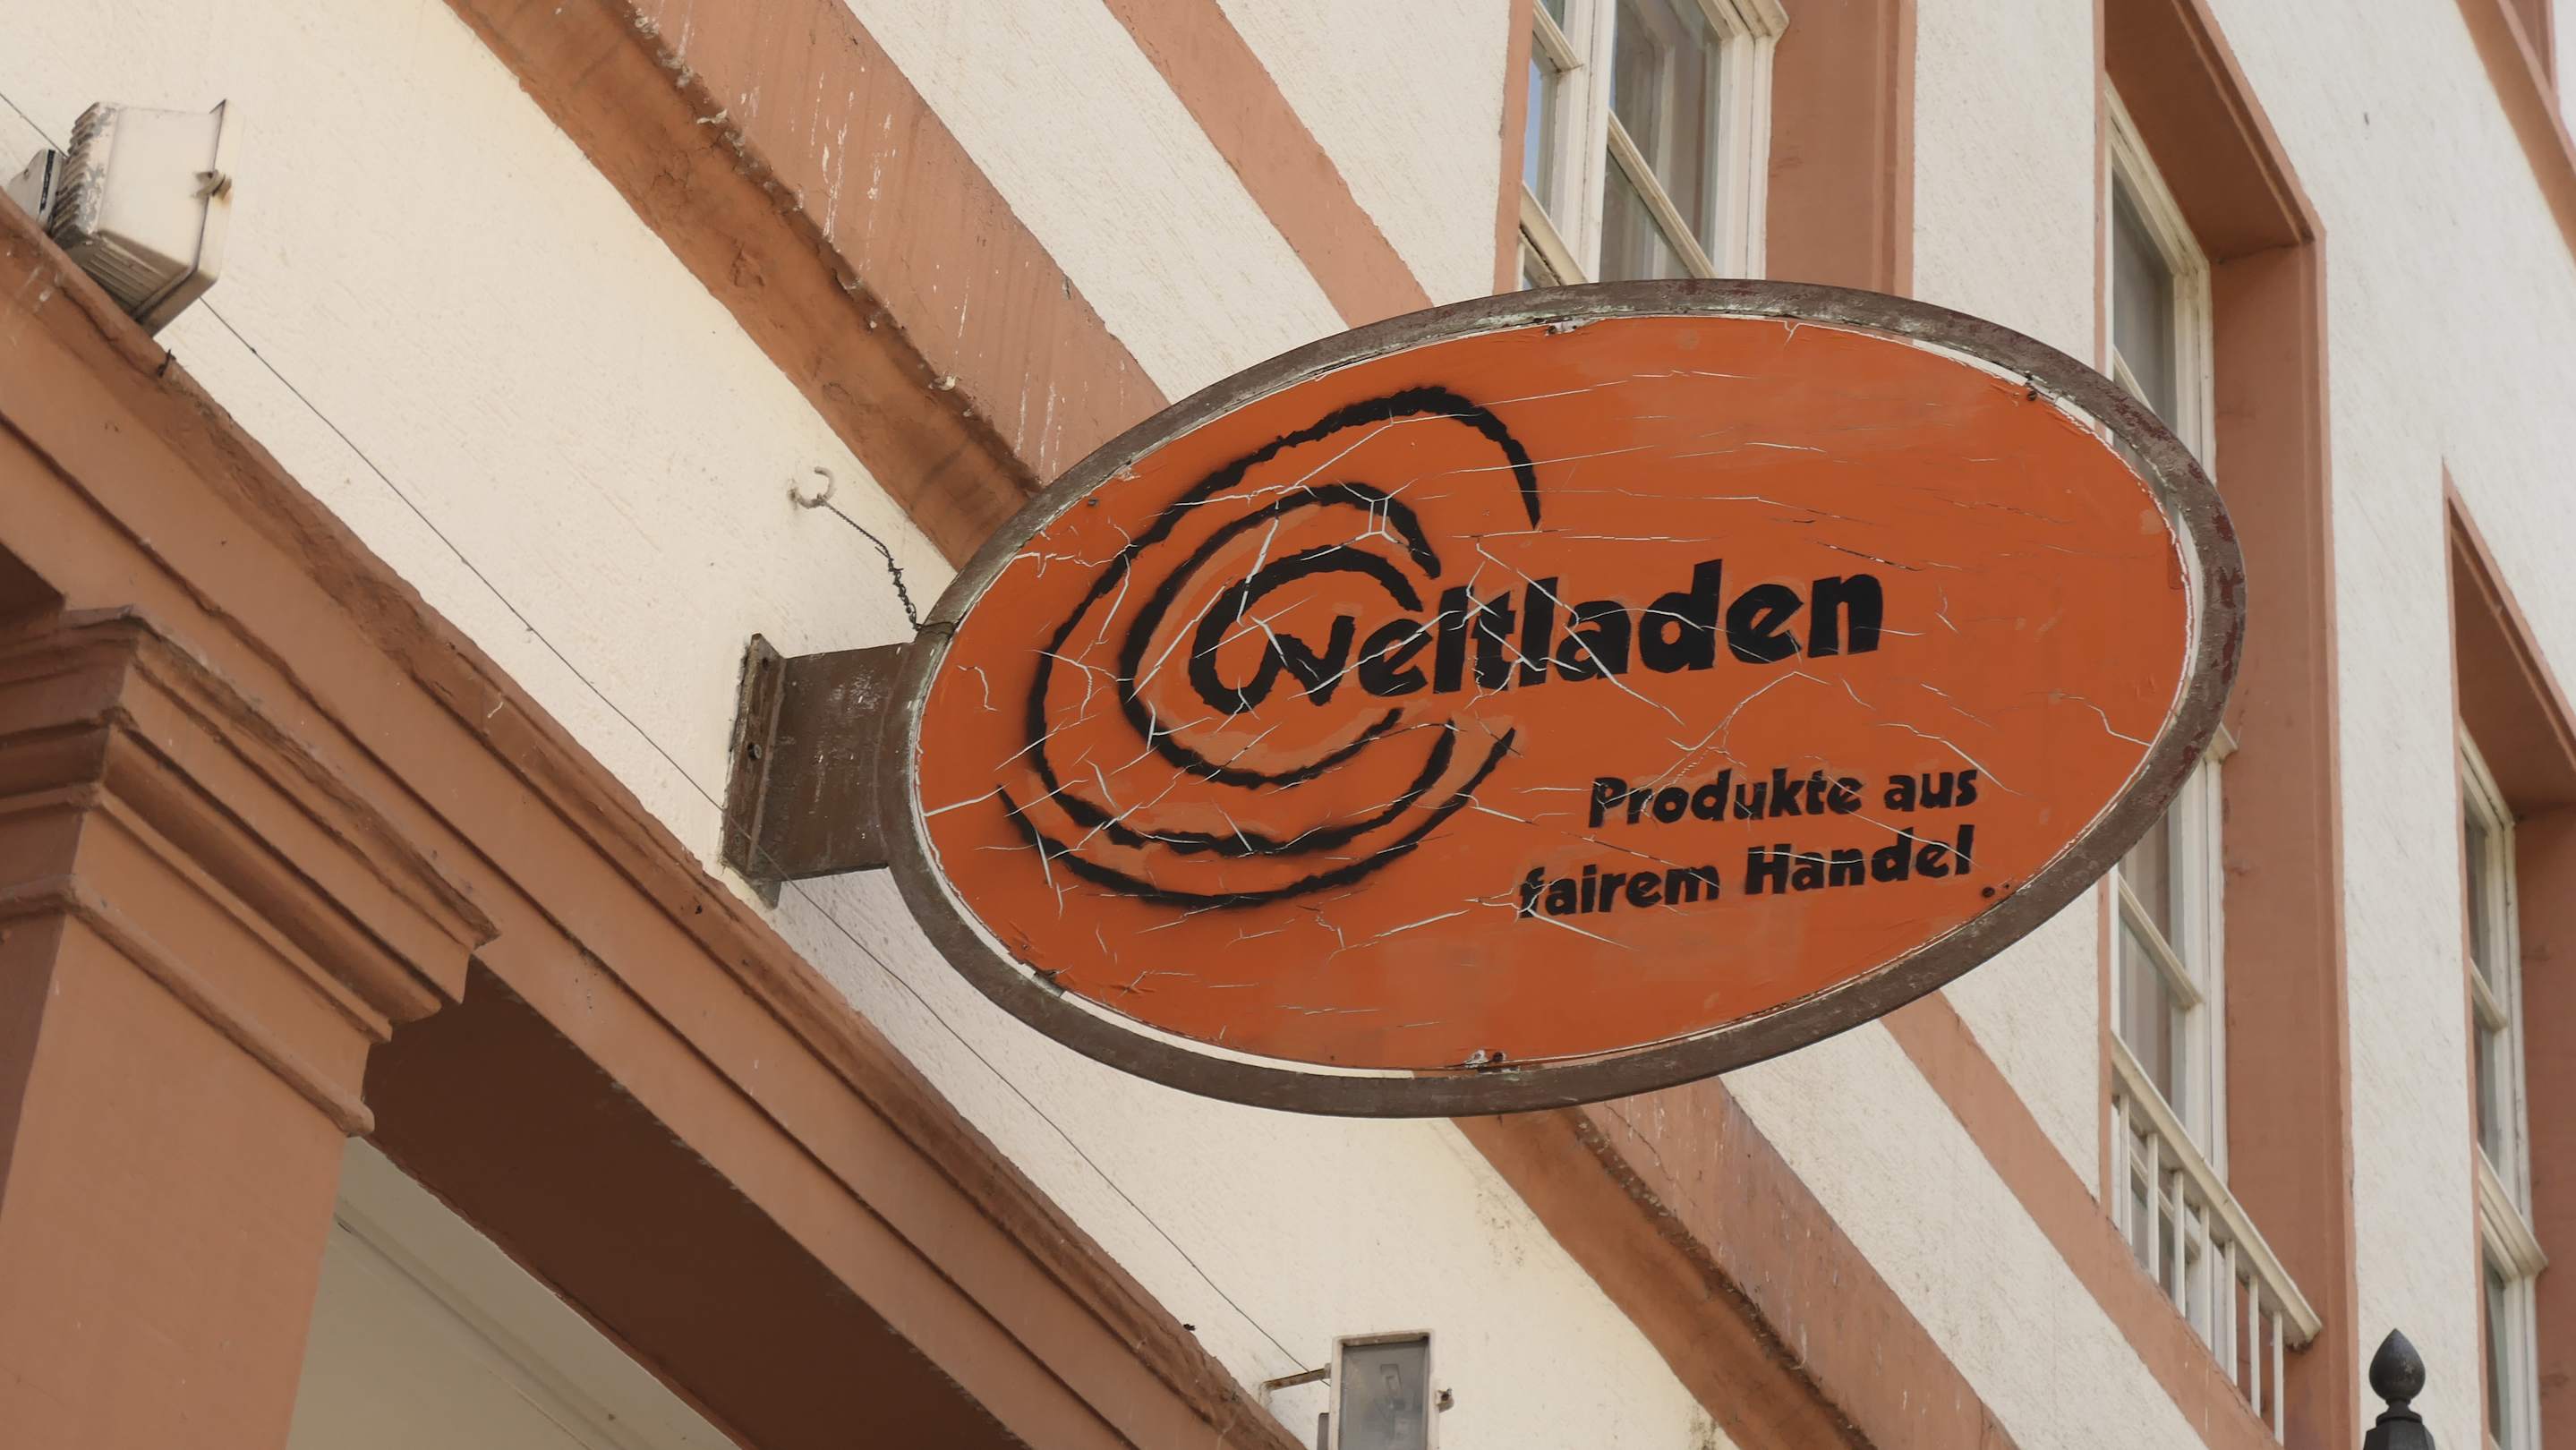 Weltladen
Produkte aus
fairem Handel